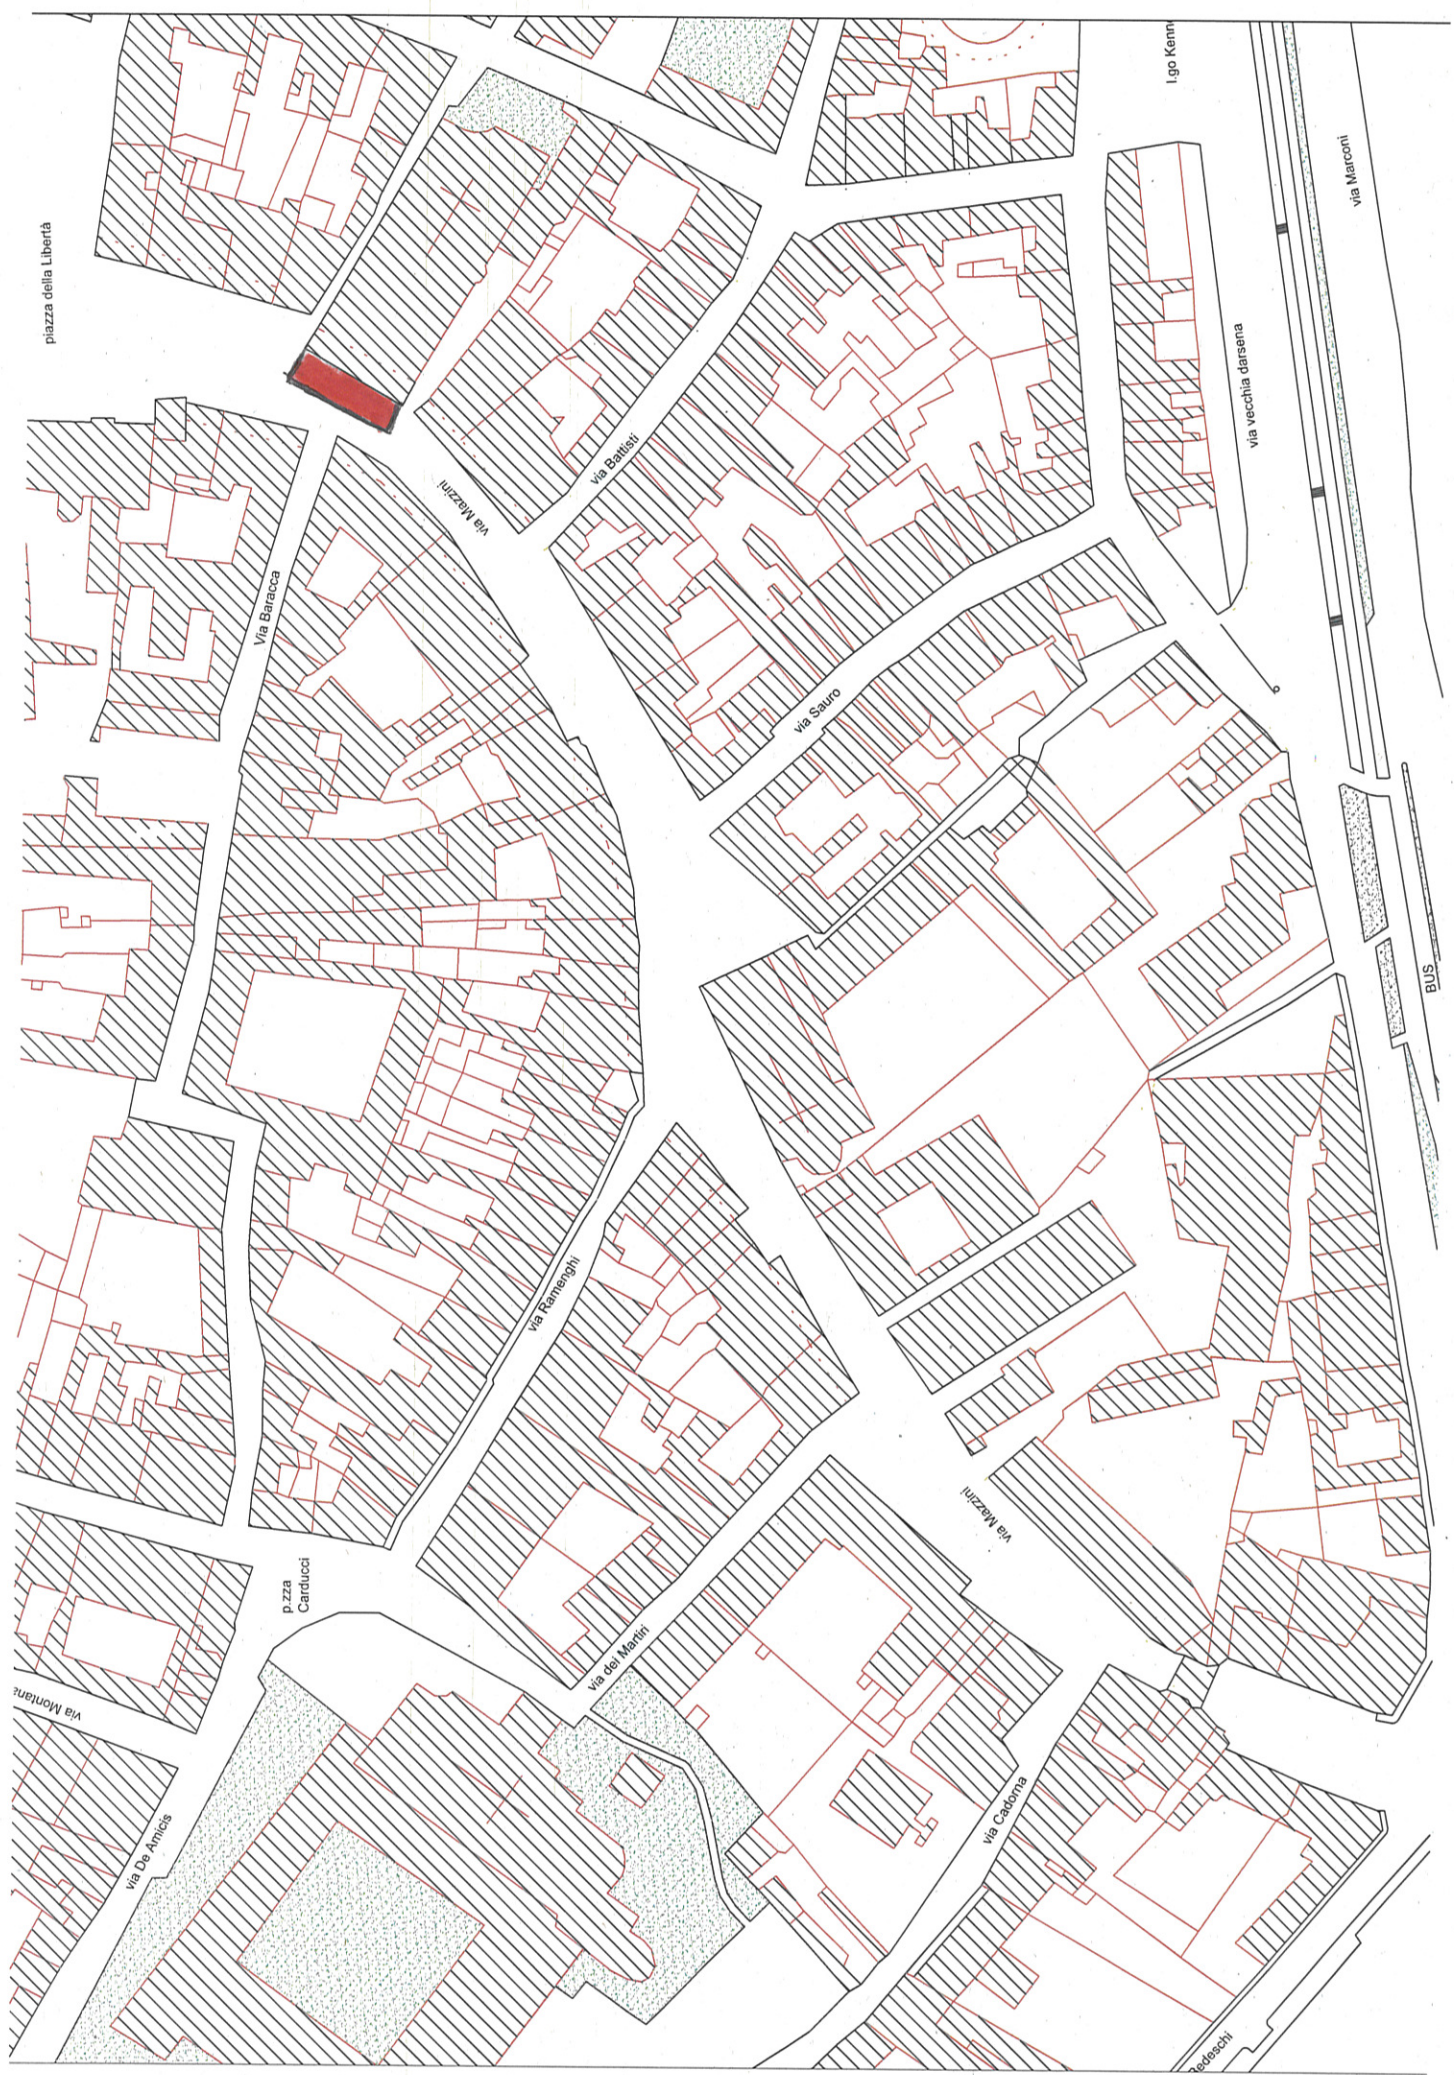 l.go Kenn
via Marconi
piazza della Libertà
via vecchia darsena
via Battisti
via Mazzini
Via Baracca
via Sauro
BUS
via Ramenghi
via Mazzini
p.zza
Carducci
via dei Martiri
via Montana
via Cadorna
via De Amicis
Bedeschi